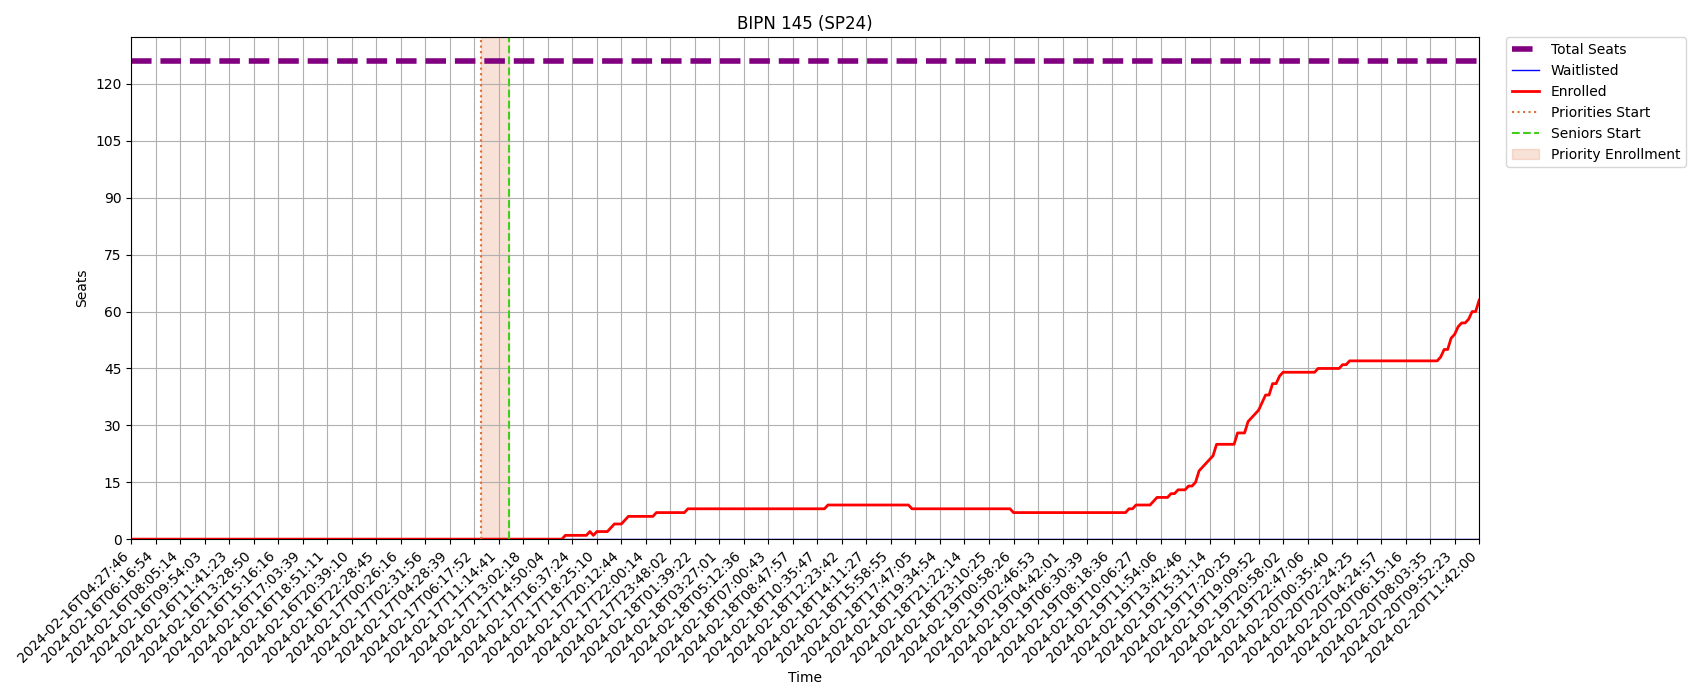 BIPN 145 (SP24)
Total Seats
Waitlisted
Enrolled
Priorities Start
Seniors Start
Priority Enrollment
Seats
120
105
90
75
60
45
30
15
0
2024-02-16T04:27:46
2024-02-16T06:16:54
2024-02-16T08:05:14
2024-02-16T09:54:03
2024-02-16T11:41:23
2024-02-16T13:28:50
2024-02-16T15:16:16
2024-02-16T17:03:39
2024-02-16T18:51:11
2024-02-16T20:39:10
2024-02-16T22:28:45
2024-02-17T00:26:16
2024-02-17T02:31:56
2024-02-17T04:28:39
2024-02-17T06:17:52
2024-02-17T11:14:41
2024-02-17T13:02:18
2024-02-17T14:50:04
2024-02-17T16:37:24
2024-02-17T18:25:10
2024-02-17T20:12:44
2024-02-17T22:00:14
2024-02-17T23:48:02
2024-02-18T01:39:22
2024-02-18T03:27:01
2024-02-18T05:12:36
2024-02-18T07:00:43
2024-02-18T08:47:57
2024-02-18T10:35:47
2024-02-18T12:23:42
2024-02-18T14:11:27
2024-02-18T15:58:55
2024-02-18T17:47:05
2024-02-18T19:34:54
2024-02-18T21:22:14
2024-02-18T23:10:25
2024-02-19T00:58:26
2024-02-19T02:46:53
2024-02-19T04:42:01
2024-02-19T06:30:39
2024-02-19T08:18:36
2024-02-19T10:06:27
2024-02-19T11:54:06
2024-02-19T13:42:46
2024-02-19T15:31:14
2024-02-19T17:20:25
2024-02-19T19:09:52
2024-02-19T20:58:02
2024-02-19T22:47:06
2024-02-20T00:35:40
2024-02-20T02:24:25
2024-02-20T04:24:57
2024-02-20T06:15:16
2024-02-20T08:03:35
2024-02-20T09:52:23
2024-02-20T11:42:00
Time